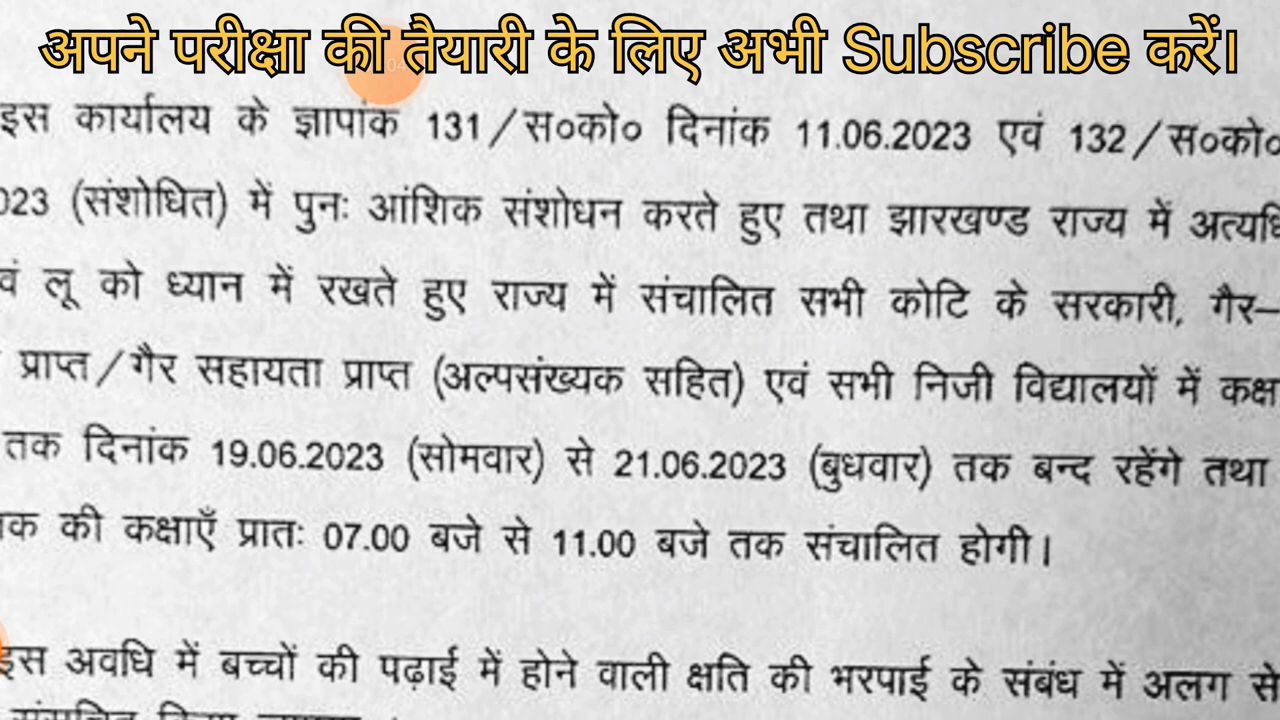 अपने परीक्षा की तैयारी के लिए अभी Subscribe करें।
इस कार्यालय के ज्ञापांक 131/स०को० दिनांक 11.06.2023 एवं 132/स०को०
023 (संशोधित) में पुनः आंशिक संशोधन करते हुए तथा झारखण्ड राज्य में
लू को ध्यान में रखते हुए राज्य में संचालित सभी कोटि के सरकारी, गैर–
प्राप्त/गैर सहायता प्राप्त (अल्पसंख्यक सहित) एवं सभी निजी विद्यालयों में
तक दिनांक 19.06.2023 (सोमवार) से 21.06.2023 (बुधवार) तक बन्द रहेंगे तथा
की कक्षाएँ प्रातः 07.00 बजे से 11.00 बजे तक संचालित होगी।
इस अवधि में बच्चों की पढ़ाई में होने वाली क्षति की भरपाई के संबंध में अलग से